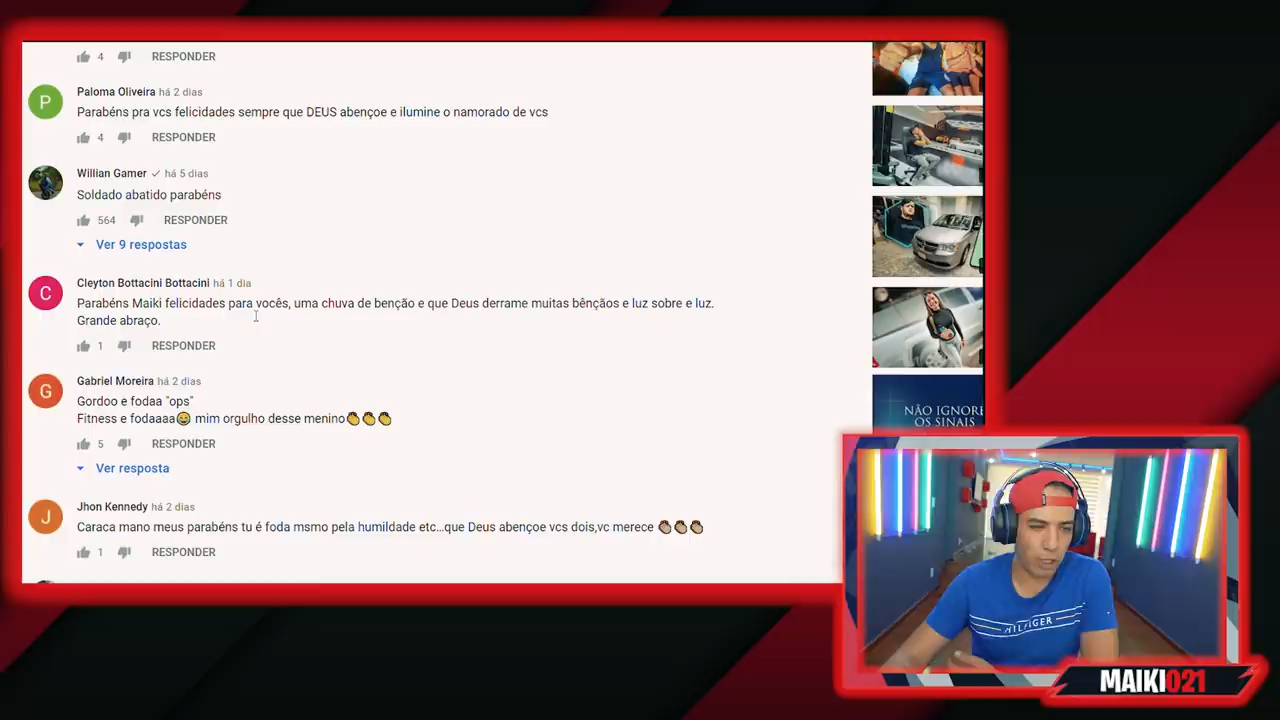 4 RESPONDER
Paloma Oliveira há 2 dias
Parabéns pra vcs felicidades sempre que DEUS abençoe e ilumine o namorado de vcs
4 RESPONDER
Willian Gamer há 5 dias
Soldado abatido parabéns
564 RESPONDER
Ver 9 respostas
C
Cleyton Bottacini Bottacini há 1 dia
Parabéns Maiki felicidades para vocês, uma chuva de benção e que Deus derrame muitas bênçãos e luz sobre e luz.
Grande abraço.
1 RESPONDER
G
Gabriel Moreira há 2 dias
Gordoo e fodaa "ops"
Fitness e fodaaaa😂 mim orgulho desse menino👏👏👏
5 RESPONDER
Ver resposta
J
Jhon Kennedy há 2 dias
Caraca mano meus parabéns tu é foda msmo pela humildade etc...que Deus abençoe vcs dois,vc merece 👏🏽👏🏽👏🏽
1 RESPONDER
P
NÃO IGNORE
OS SINAIS
HILFIGER
MAIKI021